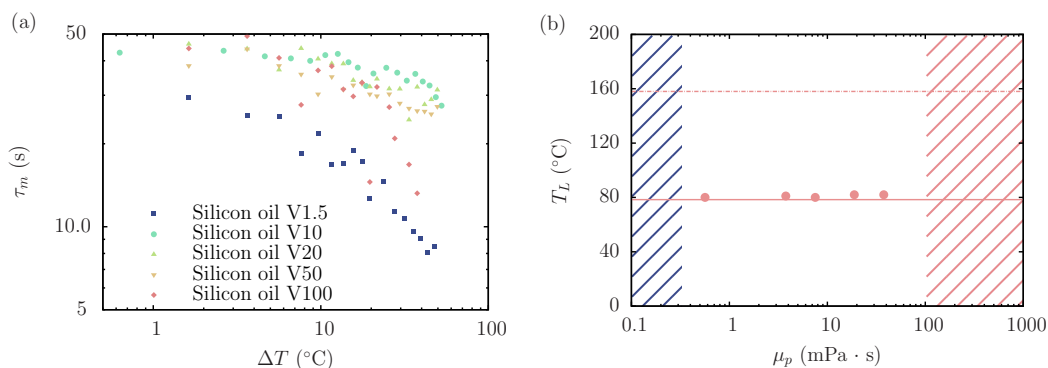 (a)
50
10.0
5
τm (s)
Silicon oil V1.5
Silicon oil V10
Silicon oil V20
Silicon oil V50
Silicon oil V100
1 10 100
ΔT (°C)
(b)
200
160
120
80
40
0
TL (°C)
0.1 1 10 100 1000
μp (mPa · s)